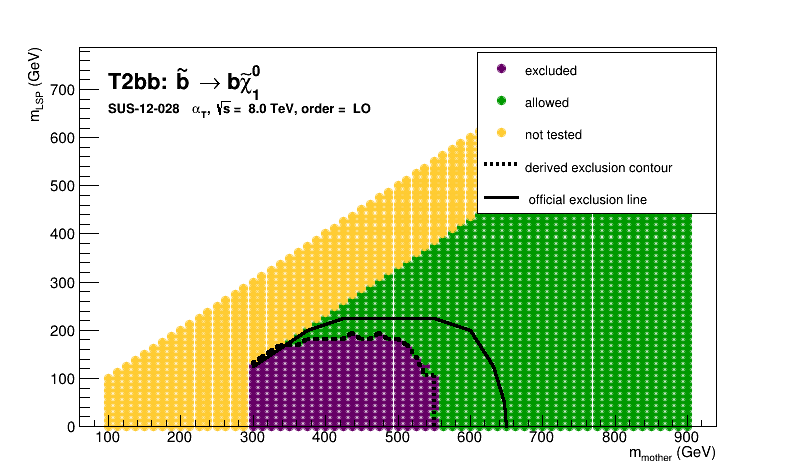 T2bb: b̃ → bχ̃₁⁰
SUS-12-028 α_T, √s = 8.0 TeV, order = LO
excluded
allowed
not tested
derived exclusion contour
official exclusion line
m_LSP (GeV)
700
600
500
400
300
200
100
0
100 200 300 400 500 600 700 800 900
m_mother (GeV)